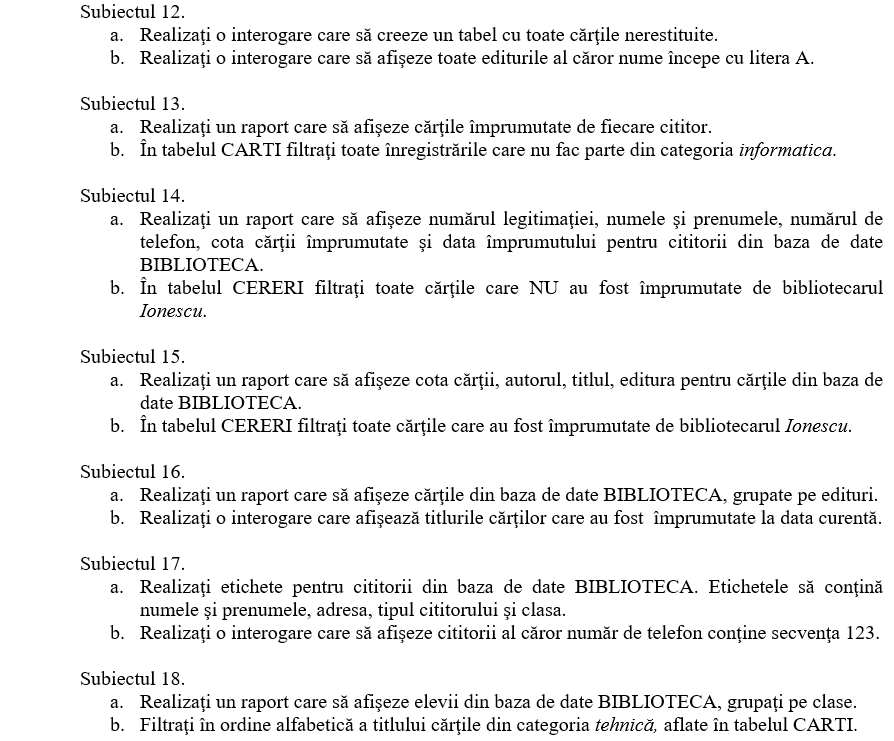 Subiectul 12.
a. Realizaţi o interogare care să creeze un tabel cu toate cărţile nerestituite.
b. Realizaţi o interogare care să afişeze toate editurile al căror nume începe cu litera A.
Subiectul 13.
a. Realizaţi un raport care să afişeze cărţile împrumutate de fiecare cititor.
b. În tabelul CARTI filtraţi toate înregistrările care nu fac parte din categoria informatica.
Subiectul 14.
a. Realizaţi un raport care să afişeze numărul legitimaţiei, numele şi prenumele, numărul de
telefon, cota cărţii împrumutate şi data împrumutului pentru cititorii din baza de date
BIBLIOTECA.
b. În tabelul CERERI filtraţi toate cărţile care NU au fost împrumutate de bibliotecarul
Ionescu.
Subiectul 15.
a. Realizaţi un raport care să afişeze cota cărţii, autorul, titlul, editura pentru cărţile din baza de
date BIBLIOTECA.
b. În tabelul CERERI filtraţi toate cărţile care au fost împrumutate de bibliotecarul Ionescu.
Subiectul 16.
a. Realizaţi un raport care să afişeze cărţile din baza de date BIBLIOTECA, grupate pe edituri.
b. Realizaţi o interogare care afişează titlurile cărţilor care au fost împrumutate la data curentă.
Subiectul 17.
a. Realizaţi etichete pentru cititorii din baza de date BIBLIOTECA. Etichetele să conţină
numele şi prenumele, adresa, tipul cititorului şi clasa.
b. Realizaţi o interogare care să afişeze cititorii al căror număr de telefon conţine secvenţa 123.
Subiectul 18.
a. Realizaţi un raport care să afişeze elevii din baza de date BIBLIOTECA, grupaţi pe clase.
b. Filtraţi în ordine alfabetică a titlului cărţile din categoria tehnică, aflate în tabelul CARTI.